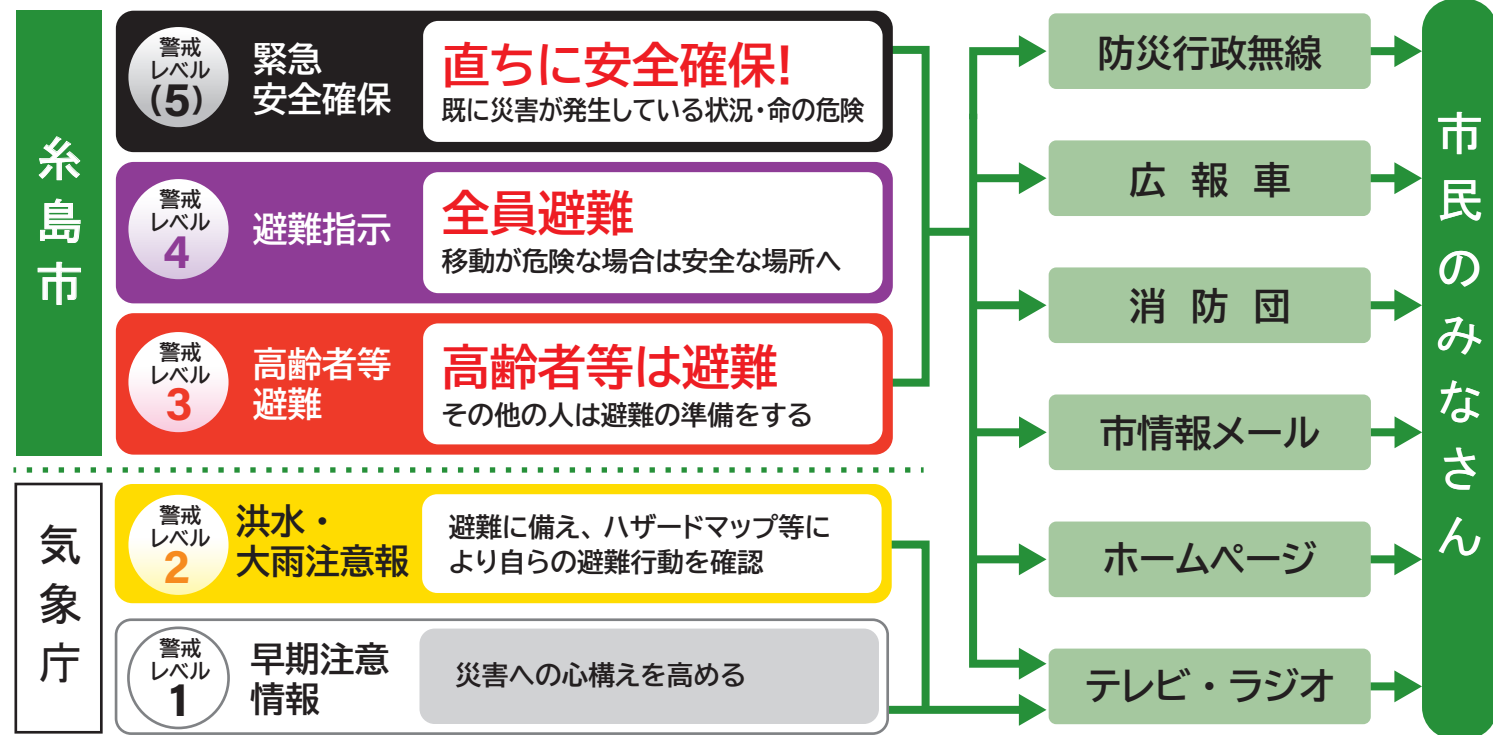 糸島市
警戒
レベル
(5)
緊急
安全確保
直ちに安全確保!
既に災害が発生している状況・命の危険
警戒
レベル
4
避難指示
全員避難
移動が危険な場合は安全な場所へ
警戒
レベル
3
高齢者等
避難
高齢者等は避難
その他の人は避難の準備をする
気象庁
警戒
レベル
2
洪水・
大雨注意報
避難に備え、ハザードマップ等に
より自らの避難行動を確認
警戒
レベル
1
早期注意
情報
災害への心構えを高める
防災行政無線
広報車
消防団
市情報メール
ホームページ
テレビ・ラジオ
市民のみなさん